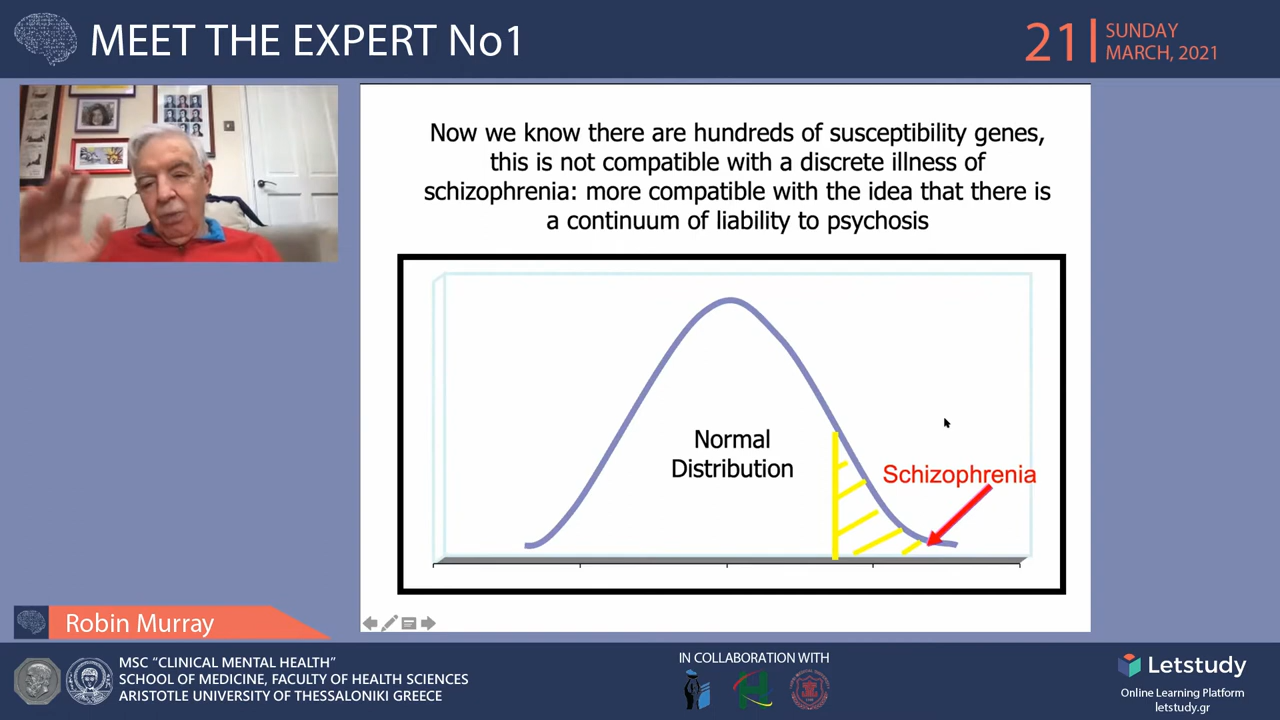 MEET THE EXPERT No1
21
SUNDAY
MARCH, 2021
Now we know there are hundreds of susceptibility genes,
this is not compatible with a discrete illness of
schizophrenia: more compatible with the idea that there is
a continuum of liability to psychosis
Normal
Distribution
Schizophrenia
Robin Murray
MSC “CLINICAL MENTAL HEALTH”
SCHOOL OF MEDICINE, FACULTY OF HEALTH SCIENCES
ARISTOTLE UNIVERSITY OF THESSALONIKI GREECE
IN COLLABORATION WITH
Letstudy
Online Learning Platform
letstudy.gr